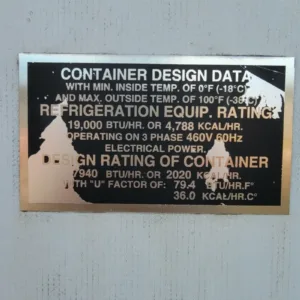 CONTAINER DESIGN DATA
WITH MIN. INSIDE TEMP. OF 0°F (-18°C)
AND MAX. OUTSIDE TEMP. OF 100°F (-38°C)
REFRIGERATION EQUIP. RATING
19,000 BTU/HR. OR 4,788 KCAL/HR.
OPERATING ON 3 PHASE 460V 60Hz
ELECTRICAL POWER.
DESIGN RATING OF CONTAINER
7940 BTU/HR. OR 2020 KCAL/HR.
WITH "U" FACTOR OF: 79.4 BTU/HR.F°
36.0 KCAL/HR.C°